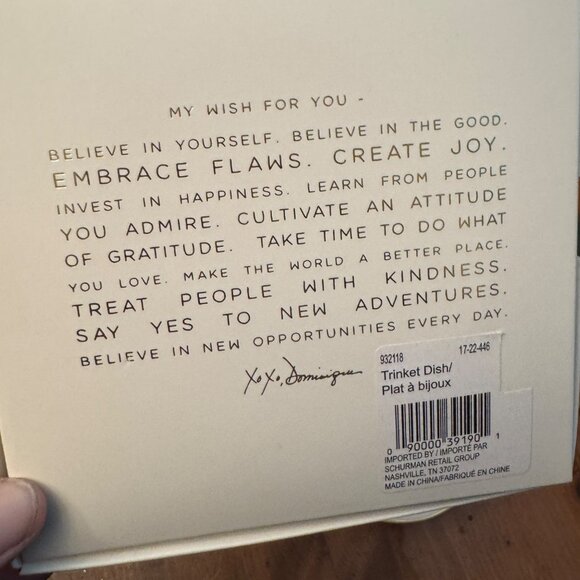 MY WISH FOR YOU -
BELIEVE IN YOURSELF. BELIEVE IN THE GOOD.
EMBRACE FLAWS. CREATE JOY.
INVEST IN HAPPINESS. LEARN FROM PEOPLE
YOU ADMIRE. CULTIVATE AN ATTITUDE
OF GRATITUDE. TAKE TIME TO DO WHAT
YOU LOVE. MAKE THE WORLD A BETTER PLACE.
TREAT PEOPLE WITH KINDNESS.
SAY YES TO NEW ADVENTURES.
BELIEVE IN NEW OPPORTUNITIES EVERY DAY.
XoXo, Dominique
932118 17-22-446
Trinket Dish/
Plat à bijoux
0 90000 39190 1
IMPORTED BY / IMPORTÉ PAR
SCHURMAN RETAIL GROUP
NASHVILLE, TN 37072
MADE IN CHINA/FABRIQUÉ EN CHINE